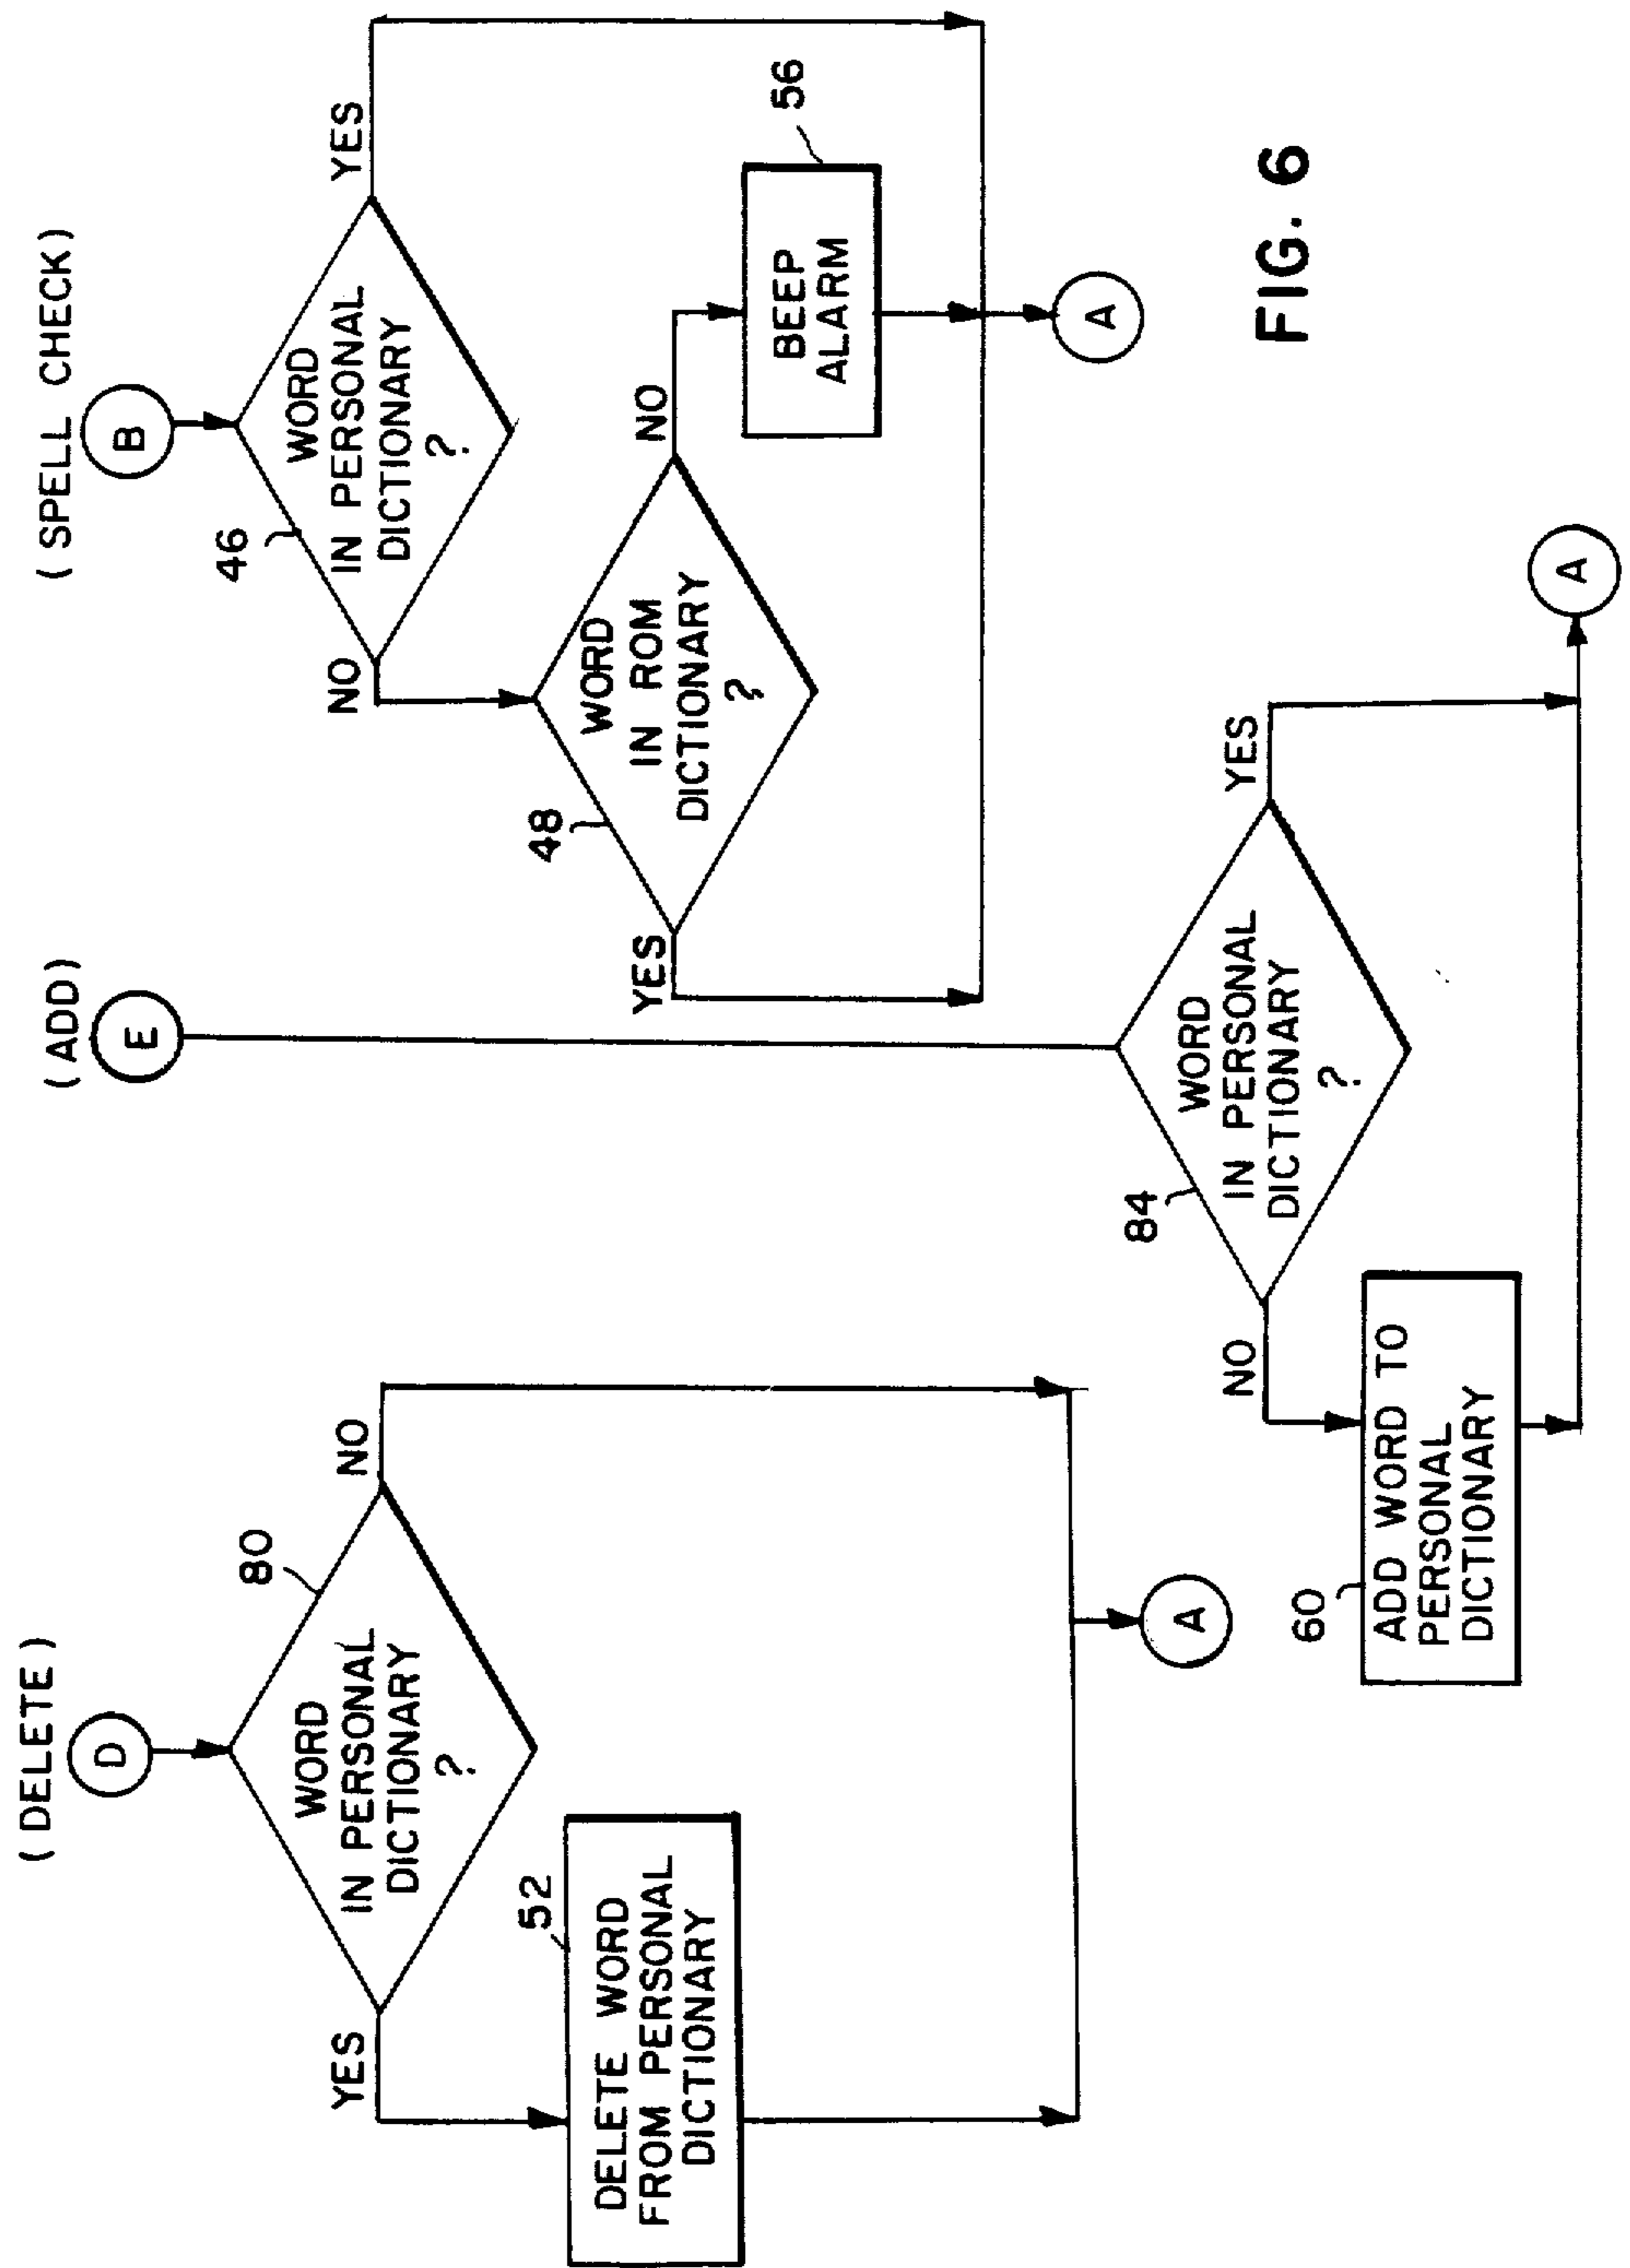 (DELETE)
D
80
WORD
IN PERSONAL
DICTIONARY
?
YES
NO
52
DELETE WORD
FROM PERSONAL
DICTIONARY
A
(ADD)
E
84
WORD
IN PERSONAL
DICTIONARY
?
NO
YES
60
ADD WORD TO
PERSONAL
DICTIONARY
A
(SPELL CHECK)
B
46
WORD
IN PERSONAL
DICTIONARY
?
NO
YES
48
WORD
IN ROM
DICTIONARY
?
YES
NO
56
BEEP
ALARM
A
FIG. 6